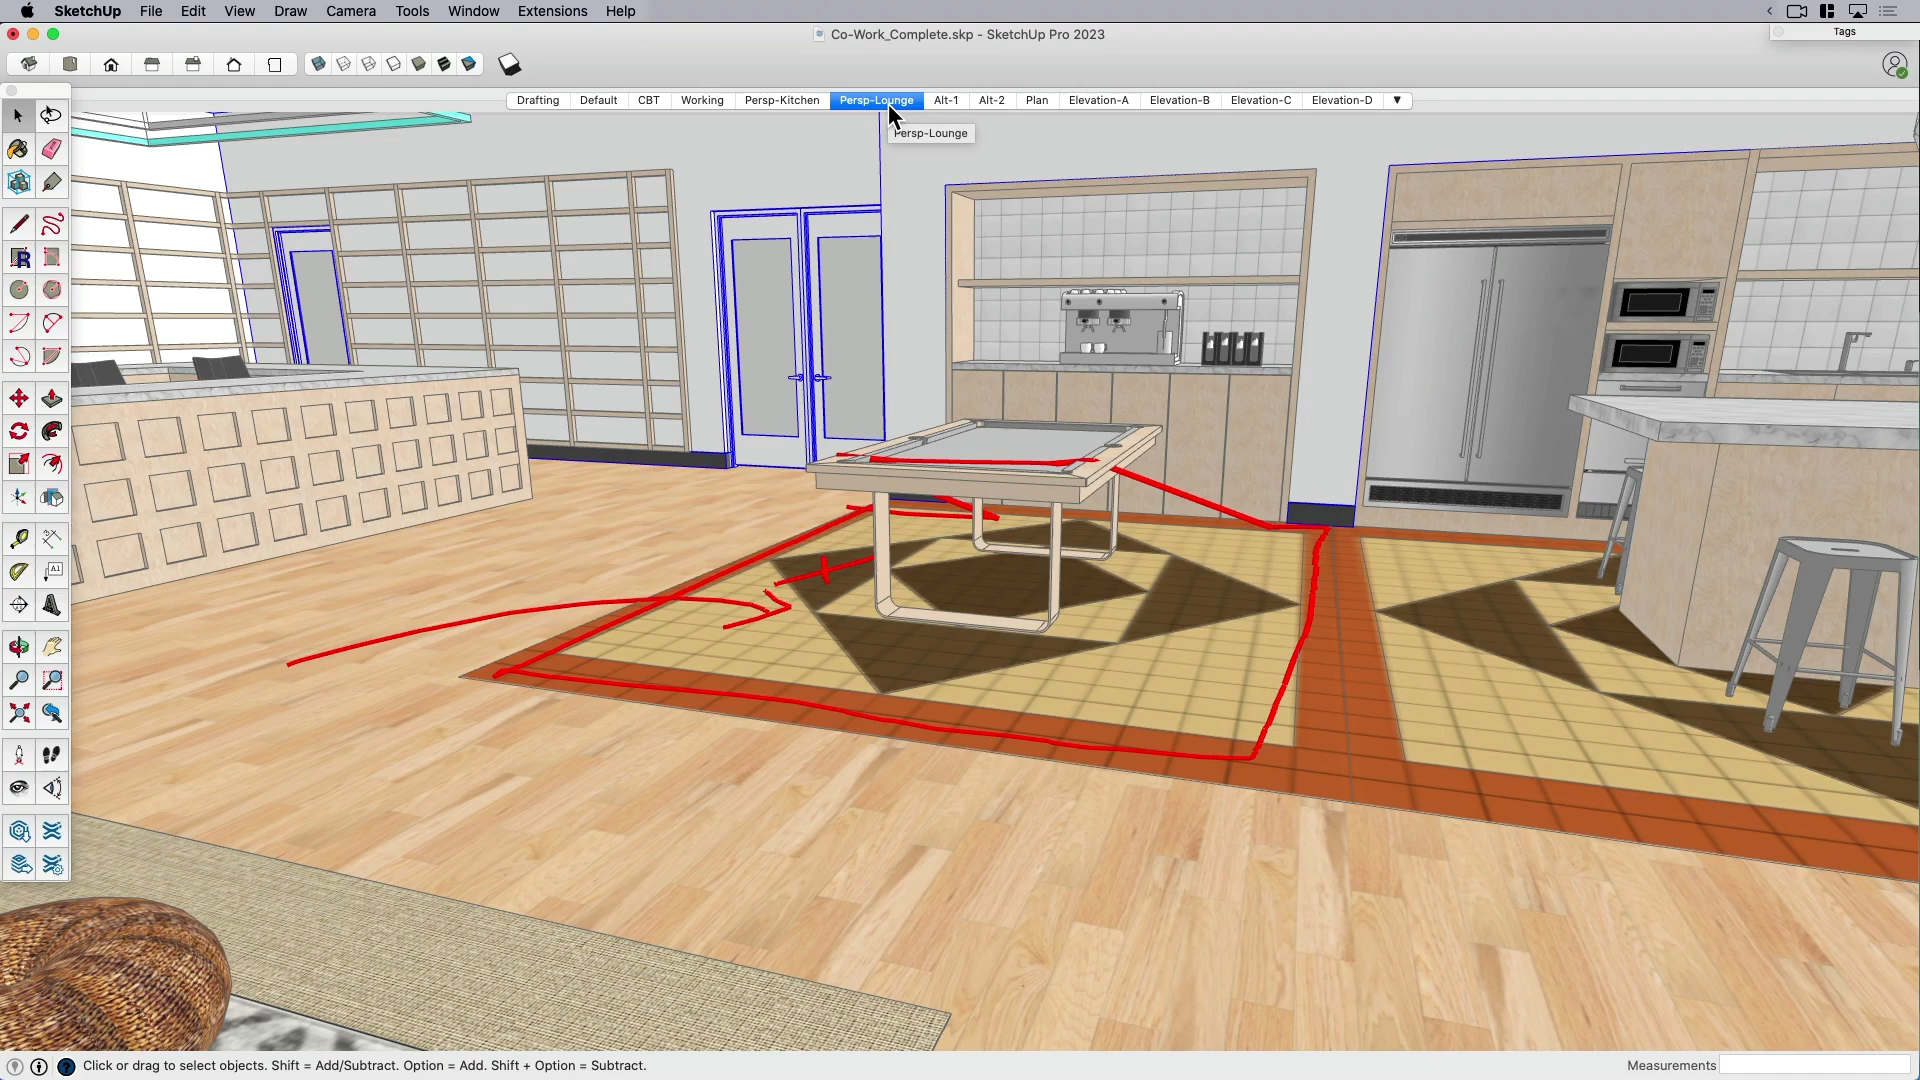 SketchUp File Edit View Draw Camera Tools Window Extensions Help
Co-Work_Complete.skp - SketchUp Pro 2023
Tags
Drafting Default CBT Working Persp-Kitchen Persp-Lounge Alt-1 Alt-2 Plan Elevation-A Elevation-B Elevation-C Elevation-D
Persp-Lounge
Click or drag to select objects. Shift = Add/Subtract. Option = Add. Shift + Option = Subtract.
Measurements